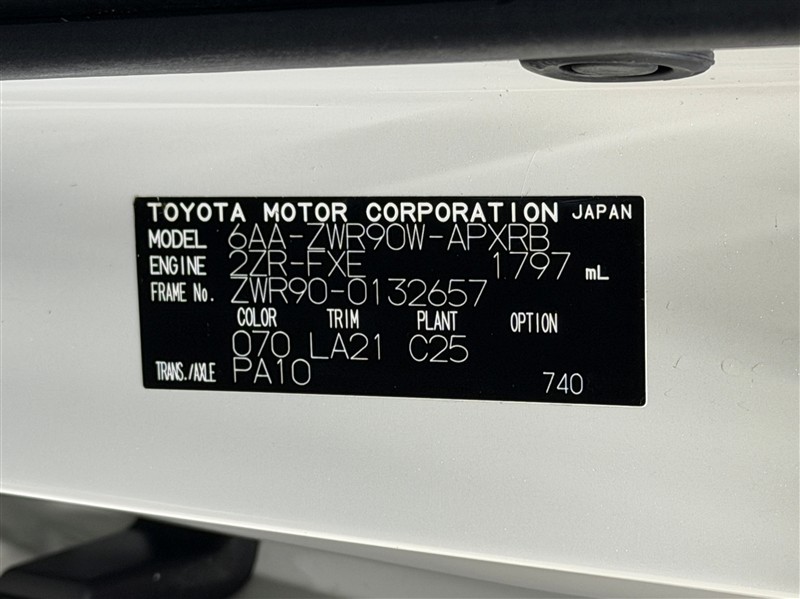 TOYOTA MOTOR CORPORATION JAPAN
MODEL 6AA-ZWR90W-APXRB
ENGINE 2ZR-FXE 1797 mL
FRAME No. ZWR90-0132657
COLOR TRIM PLANT OPTION
070 LA21 C25
TRANS./AXLE PA10 740